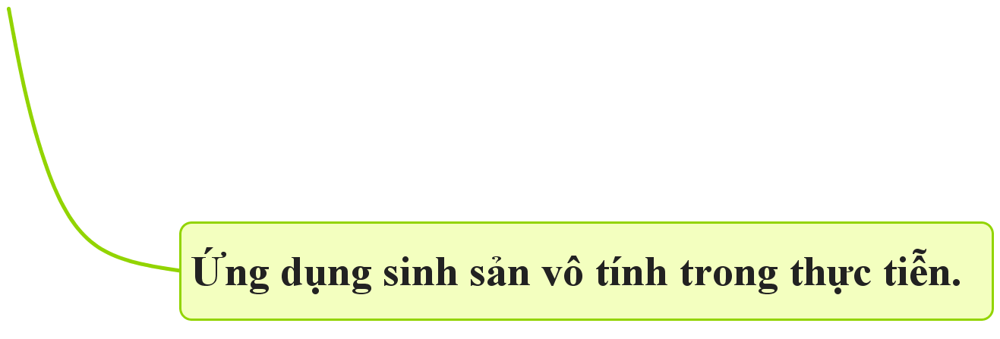 Ứng dụng sinh sản vô tính trong thực tiễn.